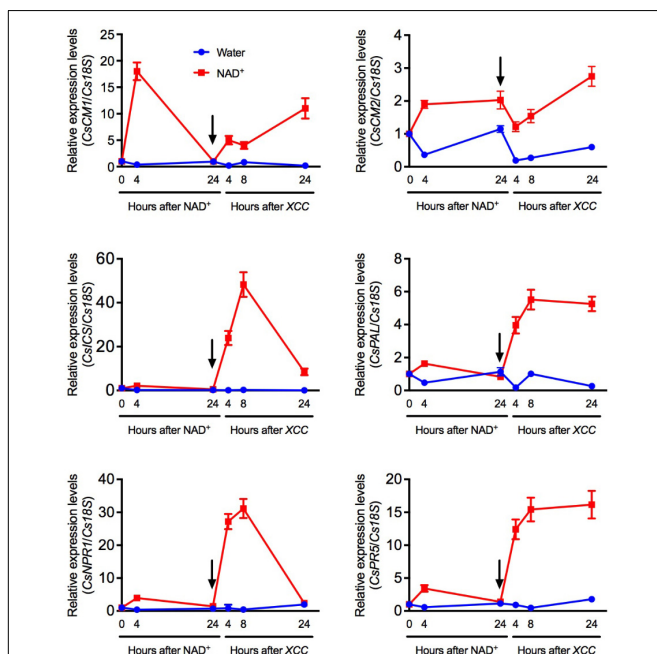 Relative expression levels
(CsCM1/Cs18S)
25
20
15
10
5
0
Water
NAD⁺
0 4 24 4 8 24
Hours after NAD⁺ Hours after XCC
Relative expression levels
(CsCM2/Cs18S)
4
3
2
1
0
0 4 24 4 8 24
Hours after NAD⁺ Hours after XCC
Relative expression levels
(CsICS/Cs18S)
60
40
20
0
0 4 24 4 8 24
Hours after NAD⁺ Hours after XCC
Relative expression levels
(CsPAL/Cs18S)
8
6
4
2
0
0 4 24 4 8 24
Hours after NAD⁺ Hours after XCC
Relative expression levels
(CsNPR1/Cs18S)
40
30
20
10
0
0 4 24 4 8 24
Hours after NAD⁺ Hours after XCC
Relative expression levels
(CsPR5/Cs18S)
20
15
10
5
0
0 4 24 4 8 24
Hours after NAD⁺ Hours after XCC